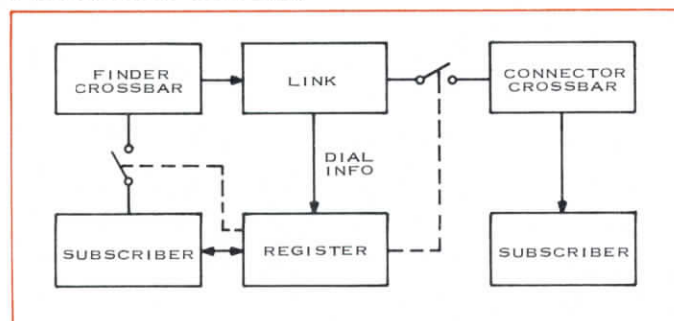 FINDER
CROSSBAR
LINK
CONNECTOR
CROSSBAR
DIAL
INFO
SUBSCRIBER
REGISTER
SUBSCRIBER